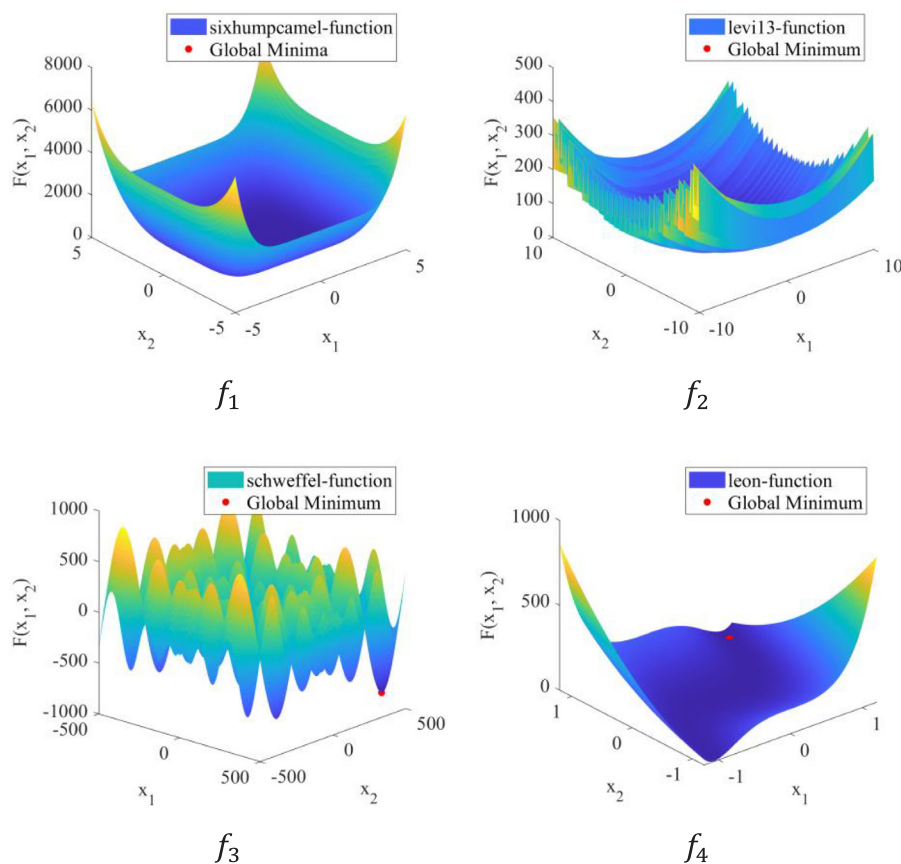 sixhumpcamel-function
Global Minima
8000
6000
4000
2000
0
F(x₁, x₂)
5
0
-5
x₂
-5
0
5
x₁
f₁
levi13-function
Global Minimum
500
400
300
200
100
0
F(x₁, x₂)
10
0
-10
x₂
-10
0
10
x₁
f₂
schweffel-function
Global Minimum
1000
500
0
-500
-1000
F(x₁, x₂)
-500
0
500
x₁
-500
0
500
x₂
f₃
leon-function
Global Minimum
1000
500
0
F(x₁, x₂)
1
0
-1
x₂
-1
0
1
x₁
f₄